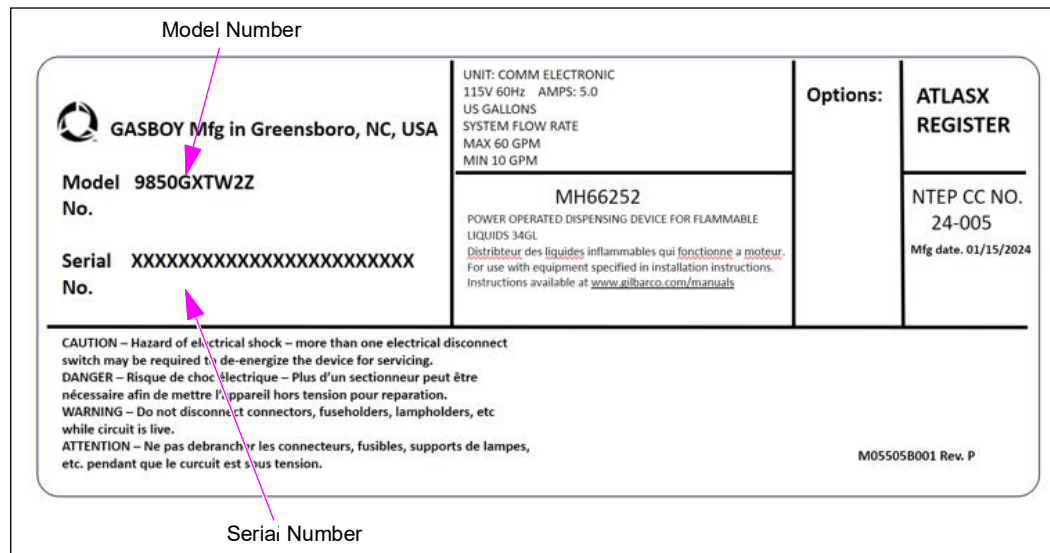 Model Number
GASBOY Mfg in Greensboro, NC, USA
Model 9850GXTW2Z
No.
Serial XXXXXXXXXXXXXXXXXXXXXXXX
No.
UNIT: COMM ELECTRONIC
115V 60Hz AMPS: 5.0
US GALLONS
SYSTEM FLOW RATE
MAX 60 GPM
MIN 10 GPM
MH66252
POWER OPERATED DISPENSING DEVICE FOR FLAMMABLE
LIQUIDS 34GL
Distribteur des liquides inflammables qui fonctionne a moteur.
For use with equipment specified in installation instructions.
Instructions available at www.gilbarco.com/manuals
Options:
ATLASX
REGISTER
NTEP CC NO.
24-005
Mfg date. 01/15/2024
CAUTION – Hazard of electrical shock – more than one electrical disconnect
switch may be required to de-energize the device for servicing.
DANGER – Risque de choc électrique – Plus d'un sectionneur peut être
nécessaire afin de mettre l'appareil hors tension pour reparation.
WARNING – Do not disconnect connectors, fuseholders, lampholders, etc
while circuit is live.
ATTENTION – Ne pas debrancher les connecteurs, fusibles, supports de lampes,
etc. pendant que le curcuit est sous tension.
M05505B001 Rev. P
Serial Number